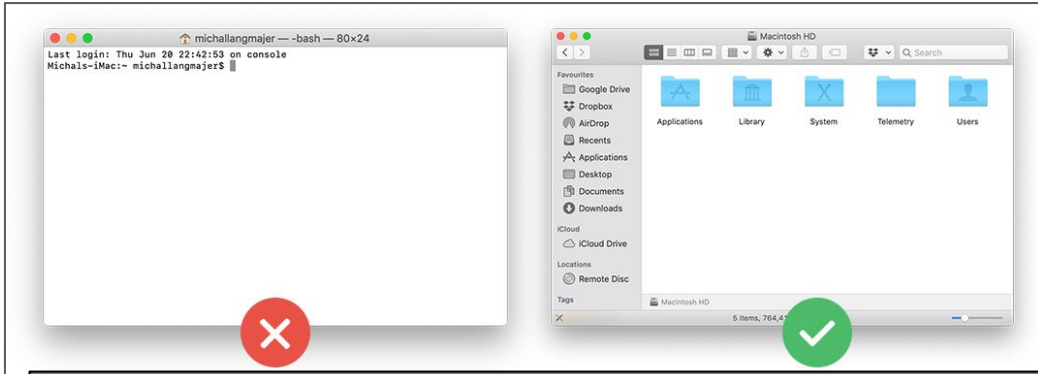 michallangmajer — -bash — 80×24
Last login: Thu Jun 20 22:42:53 on console
Michals-iMac:~ michallangmajer$
Macintosh HD
Search
Favourites
Google Drive
Dropbox
AirDrop
Recents
Applications
Desktop
Documents
Downloads
iCloud
iCloud Drive
Locations
Remote Disc
Tags
Applications
Library
System
Telemetry
Users
Macintosh HD
5 items,